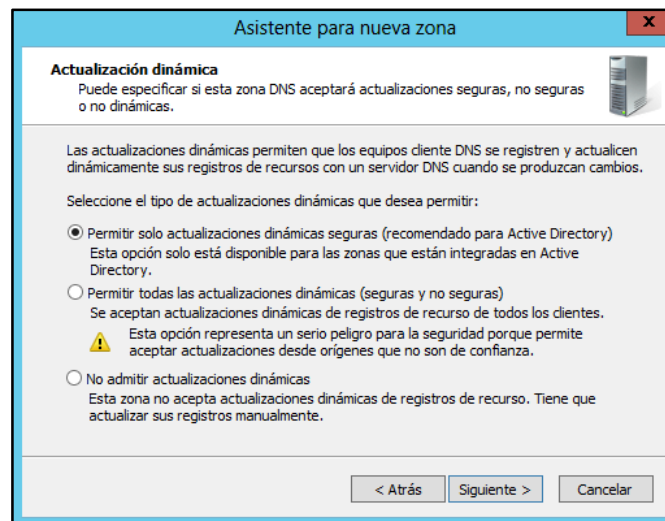 Asistente para nueva zona
x
Actualización dinámica
Puede especificar si esta zona DNS aceptará actualizaciones seguras, no seguras
o no dinámicas.
Las actualizaciones dinámicas permiten que los equipos cliente DNS se registren y actualicen
dinámicamente sus registros de recursos con un servidor DNS cuando se produzcan cambios.
Seleccione el tipo de actualizaciones dinámicas que desea permitir:
Permitir solo actualizaciones dinámicas seguras (recomendado para Active Directory)
Esta opción solo está disponible para las zonas que están integradas en Active
Directory.
Permitir todas las actualizaciones dinámicas (seguras y no seguras)
Se aceptan actualizaciones dinámicas de registros de recurso de todos los clientes.
Esta opción representa un serio peligro para la seguridad porque permite
aceptar actualizaciones desde orígenes que no son de confianza.
No admitir actualizaciones dinámicas
Esta zona no acepta actualizaciones dinámicas de registros de recurso. Tiene que
actualizar sus registros manualmente.
< Atrás Siguiente > Cancelar